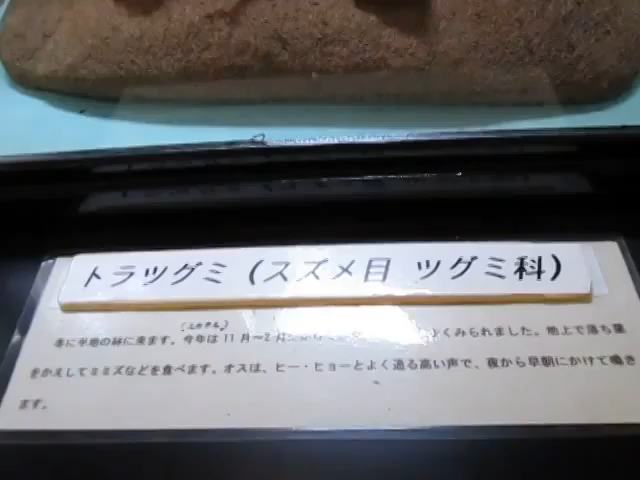 トラツグミ (スズメ目 ツグミ科)
冬に平地の林に来ます。今年は11月〜2月 よくみられました。地上で落ち葉
をかえしてミミズなどを食べます。オスは、ヒー・ヒョーとよく通る高い声で、夜から早朝にかけて鳴き
ます。